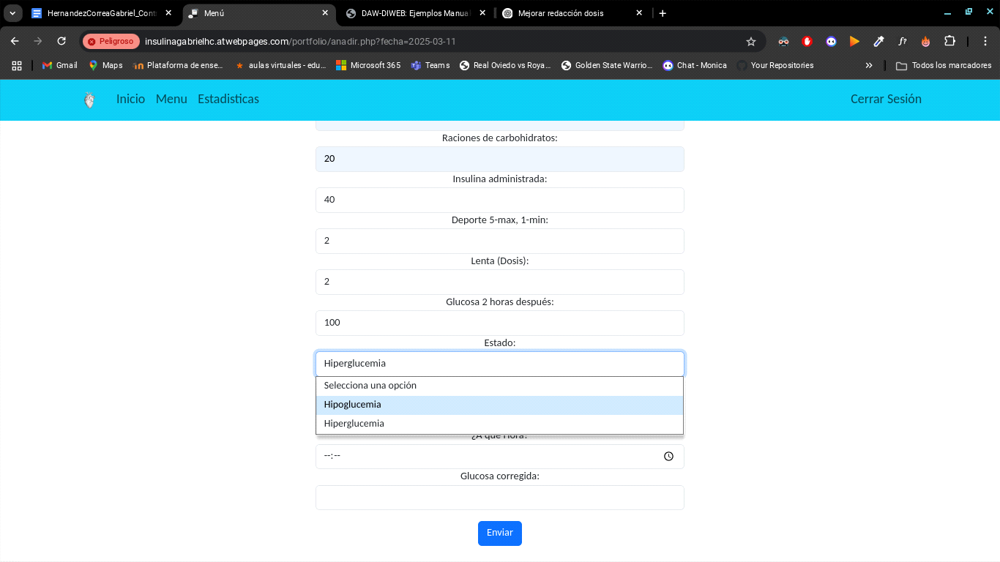 HernandezCorreaGabriel_Cont
Menú
DAW-DIWEB: Ejemplos Manual
Mejorar redacción dosis
Peligroso
insulinagabrielhc.atwebpages.com/portfolio/anadir.php?fecha=2025-03-11
Gmail
Maps
Plataforma de ense...
aulas virtuales - edu...
Microsoft 365
Teams
Real Oviedo vs Roya...
Golden State Warrio...
Chat - Monica
Your Repositories
Todos los marcadores
Inicio
Menu
Estadisticas
Cerrar Sesión
Raciones de carbohidratos:
20
Insulina administrada:
40
Deporte 5-max, 1-min:
2
Lenta (Dosis):
2
Glucosa 2 horas después:
100
Estado:
Hiperglucemia
Selecciona una opción
Hipoglucemia
Hiperglucemia
¿A que Hora?
--:--
Glucosa corregida:
Enviar